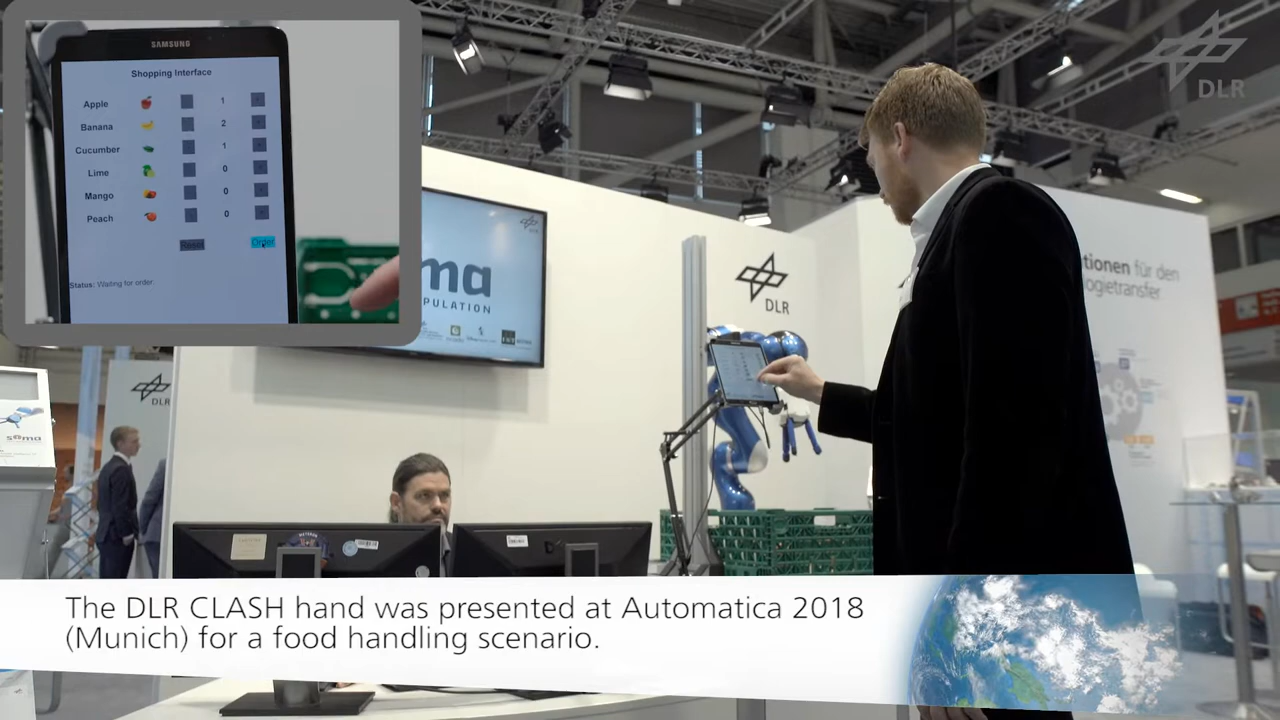 SAMSUNG
Shopping Interface
Apple 1
Banana 2
Cucumber 1
Lime 0
Mango 0
Peach 0
Reset Order
Status: Waiting for order.
DLR
ma
PULATION
DLR
tionen für den
logietransfer
DLR
soma
The DLR CLASH hand was presented at Automatica 2018
(Munich) for a food handling scenario.